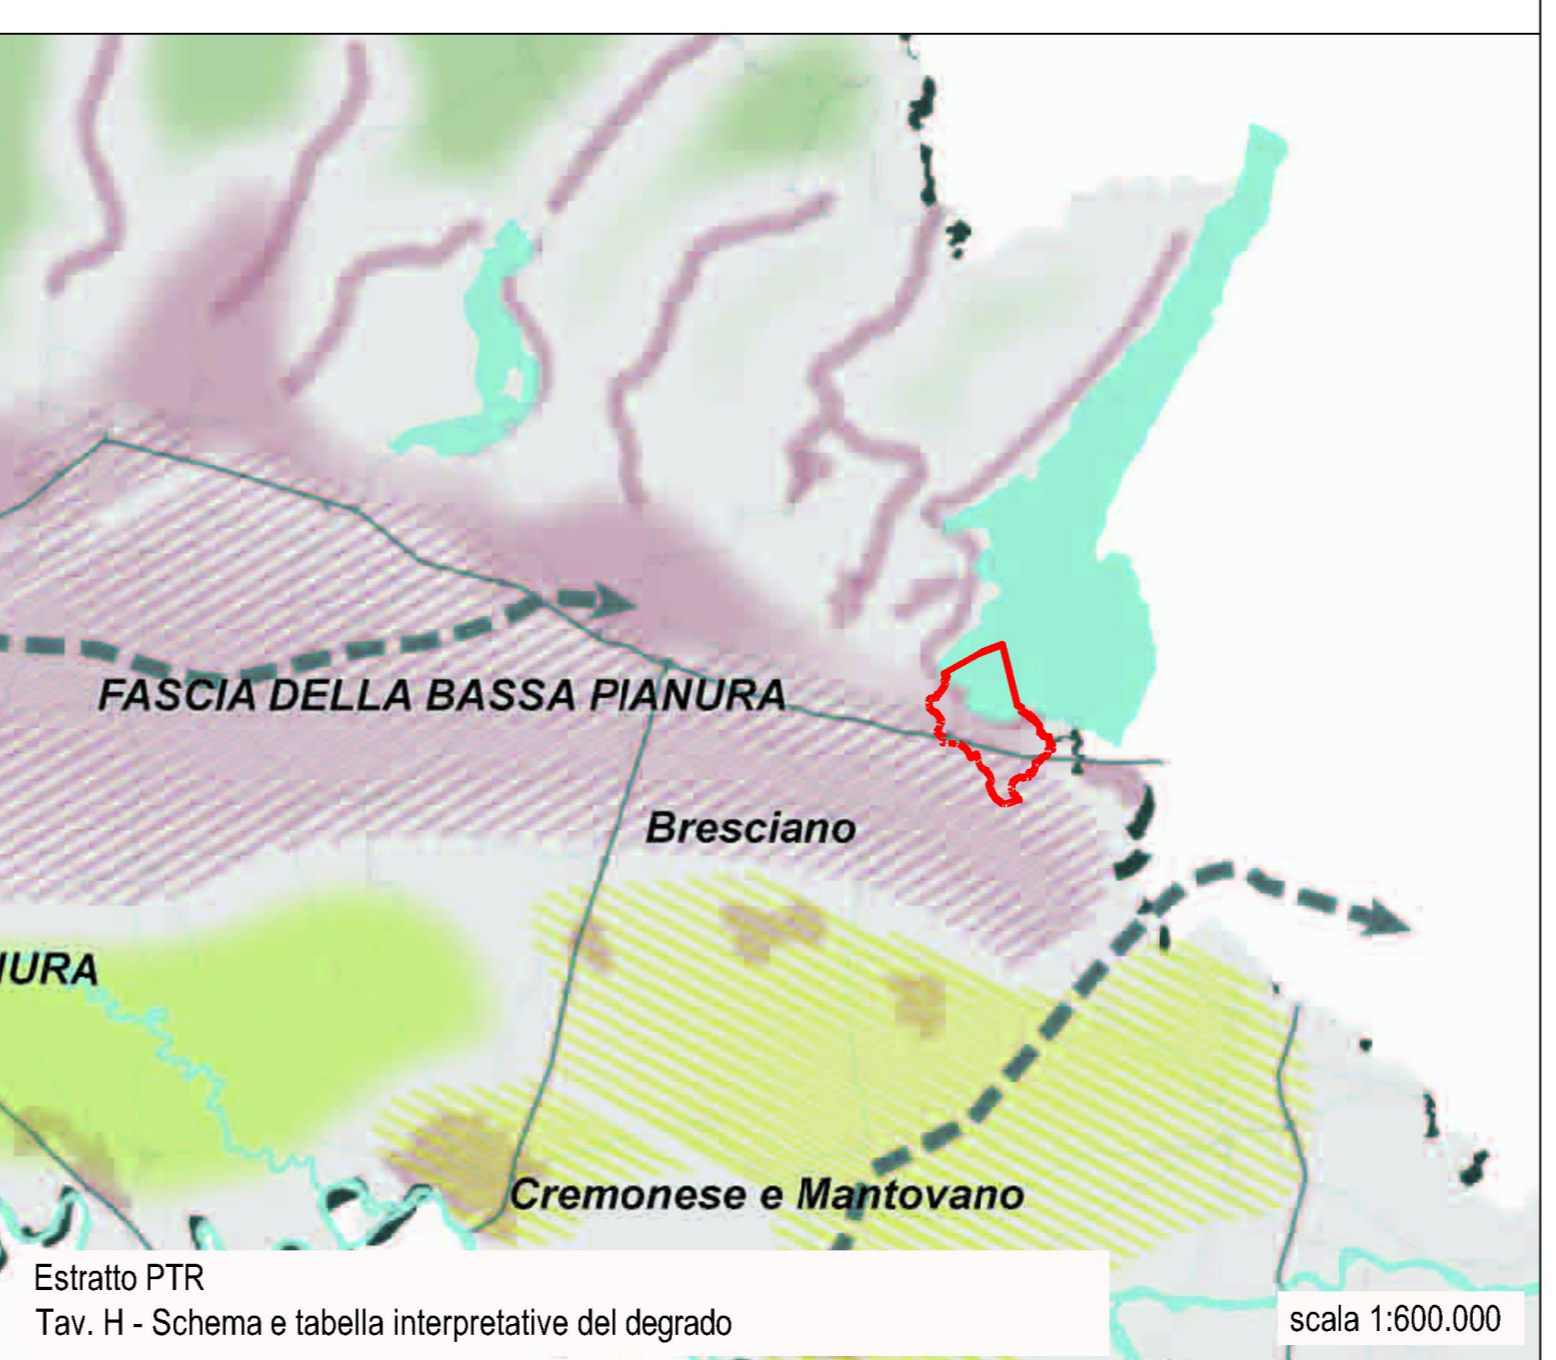 FASCIA DELLA BASSA PIANURA
Bresciano
IURA
Cremonese e Mantovano
Estratto PTR
Tav. H - Schema e tabella interpretative del degrado
scala 1:600.000